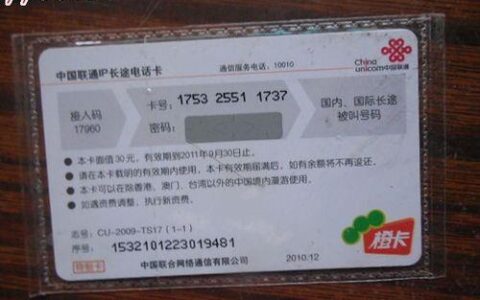 中国联通IP长途电话卡
通信服务电话：10010
China
unicom中国联通
接入码
17960
卡号：1753 2551 1737
密码：
国内、国际长途
被叫号码
● 本卡面值30元，有效期到2011年9月30日止。
● 请在本卡载明的有效期内使用，本卡有效期届满后，如有余额将不再返还。
● 本卡可以在除香港、澳门、台湾以外的中国境内漫游使用。
● 如遇资费调整，执行新资费。
志号：CU-2009-TS17（1-1）
1532101223019481
橙卡
中国联合网络通信有限公司
2010.12